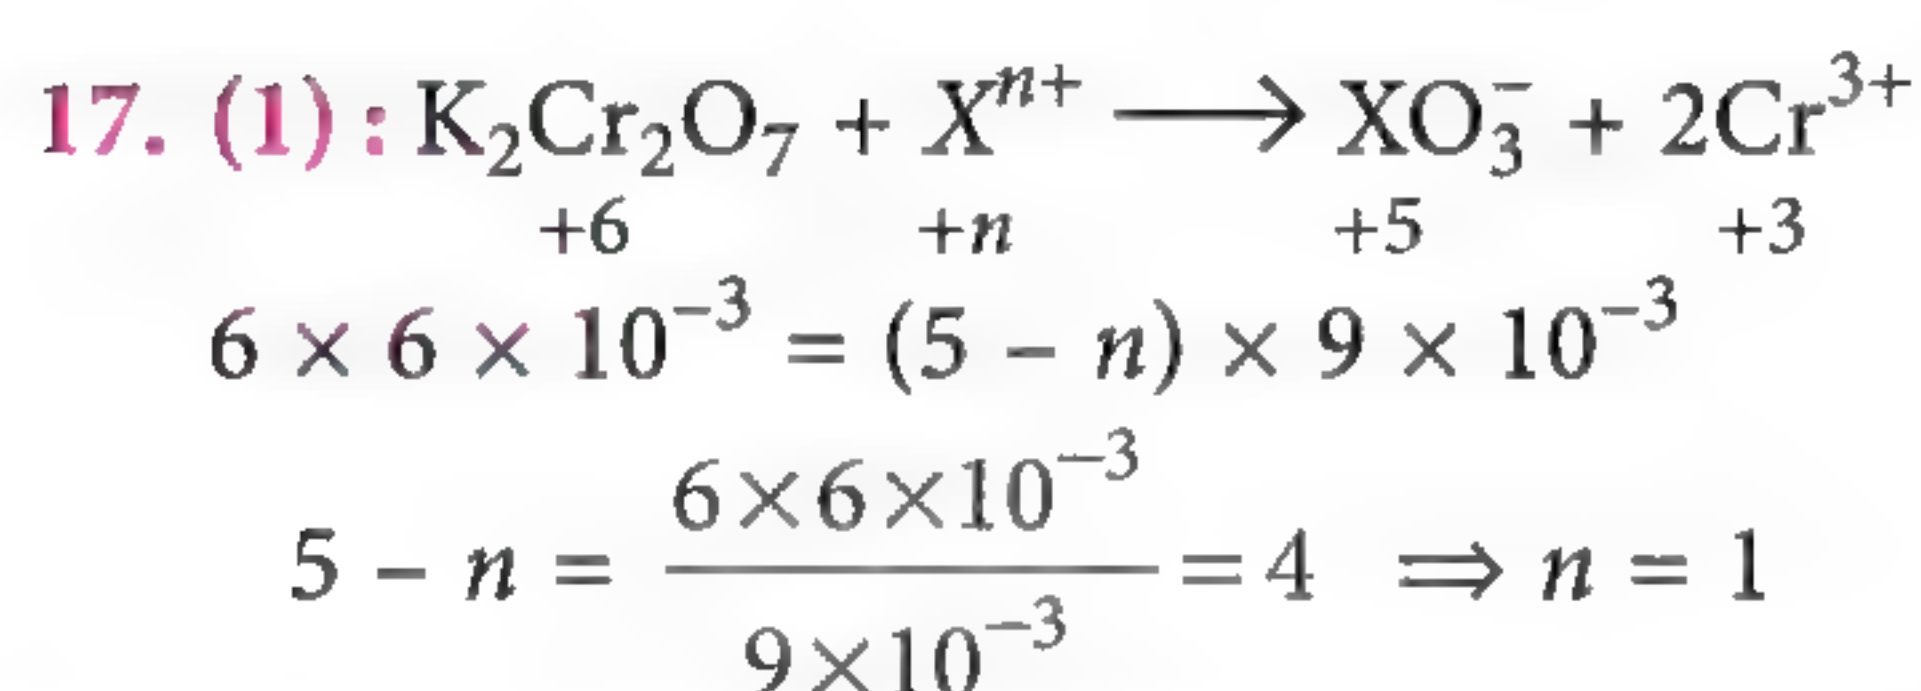 17. (1) : K₂Cr₂O₇ + Xⁿ⁺ ⟶ XO₃⁻ + 2Cr³⁺
+6 +n +5 +3
6 × 6 × 10⁻³ = (5 – n) × 9 × 10⁻³
6×6×10⁻³
5 – n = = 4 ⇒ n = 1
9×10⁻³